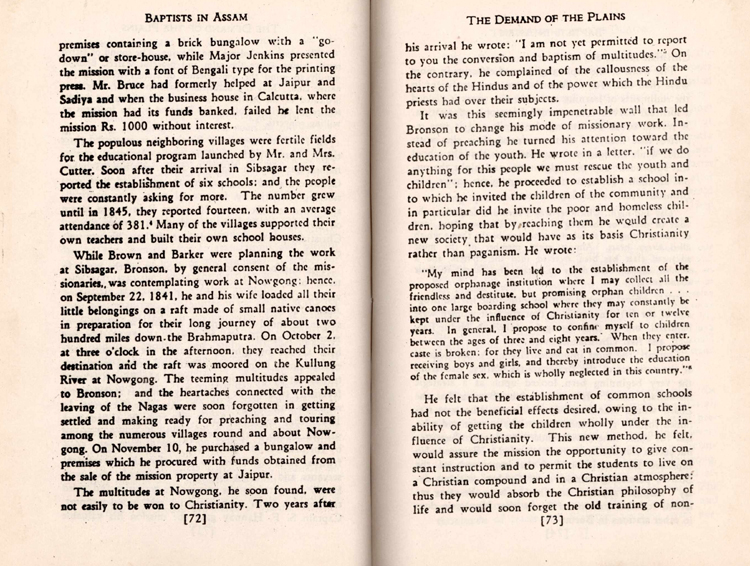 BAPTISTS IN ASSAM
premises containing a brick bungalow with a "go-
down" or store-house, while Major Jenkins presented
the mission with a font of Bengali type for the printing
press. Mr. Bruce had formerly helped at Jaipur and
Sadiya and when the business house in Calcutta, where
the mission had its funds banked, failed he lent the
mission Rs. 1000 without interest.
The populous neighboring villages were fertile fields
for the educational program launched by Mr. and Mrs.
Cutter. Soon after their arrival in Sibsagar they re-
ported the establishment of six schools; and the people
were constantly asking for more. The number grew
until in 1845, they reported fourteen, with an average
attendance of 381.⁴ Many of the villages supported their
own teachers and built their own school houses.
While Brown and Barker were planning the work
at Sibsagar, Bronson, by general consent of the mis-
sionaries, was contemplating work at Nowgong; hence,
on September 22, 1841, he and his wife loaded all their
little belongings on a raft made of small native canoes
in preparation for their long journey of about two
hundred miles down the Brahmaputra. On October 2,
at three o'clock in the afternoon, they reached their
destination and the raft was moored on the Kullung
River at Nowgong. The teeming multitudes appealed
to Bronson; and the heartaches connected with the
leaving of the Nagas were soon forgotten in getting
settled and making ready for preaching and touring
among the numerous villages round and about Now-
gong. On November 10, he purchased a bungalow and
premises which he procured with funds obtained from
the sale of the mission property at Jaipur.
The multitudes at Nowgong, he soon found, were
not easily to be won to Christianity. Two years after
[72]
THE DEMAND OF THE PLAINS
his arrival he wrote: "I am not yet permitted to report
to you the conversion and baptism of multitudes."⁵ On
the contrary, he complained of the callousness of the
hearts of the Hindus and of the power which the Hindu
priests had over their subjects.
It was this seemingly impenetrable wall that led
Bronson to change his mode of missionary work. In-
stead of preaching he turned his attention toward the
education of the youth. He wrote in a letter, "if we do
anything for this people we must rescue the youth and
children"; hence, he proceeded to establish a school in-
to which he invited the children of the community and
in particular did he invite the poor and homeless chil-
dren, hoping that by reaching them he would create a
new society that would have as its basis Christianity
rather than paganism. He wrote:
"My mind has been led to the establishment of the
proposed orphanage institution where I may collect all the
friendless and destitute, but promising orphan children . . .
into one large boarding school where they may constantly be
kept under the influence of Christianity for ten or twelve
years. In general, I propose to confine myself to children
between the ages of three and eight years. When they enter,
caste is broken; for they live and eat in common. I propose
receiving boys and girls, and thereby introduce the education
of the female sex, which is wholly neglected in this country."⁶
He felt that the establishment of common schools
had not the beneficial effects desired, owing to the in-
ability of getting the children wholly under the in-
fluence of Christianity. This new method, he felt,
would assure the mission the opportunity to give con-
stant instruction and to permit the students to live on
a Christian compound and in a Christian atmosphere;
thus they would absorb the Christian philosophy of
life and would soon forget the old training of non-
[73]